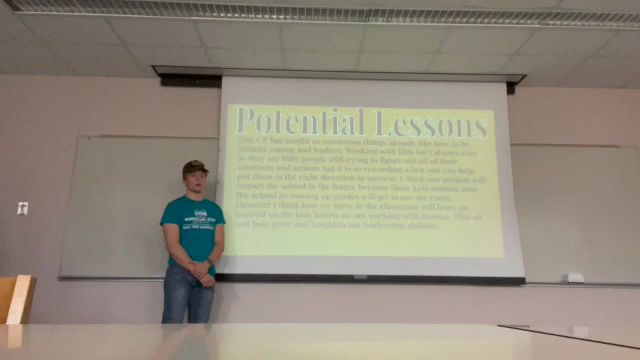 Potential Lessons
Our CP has taught us numerous things already like how to be
patient, caring and leaders. Working with kids isn't always easy
as they are little people still trying to figure out all of their
emotions and actions but it is so rewarding when you can help
put them in the right direction to success. I think our project will
impact the school in the future because these kids coming into
the school or moving up grades will get to use the room.
However I think how we serve in the classroom will leave an
imprint on the kids hearts we are working with forever. This all
will help grow and heighten our leadership abilities.